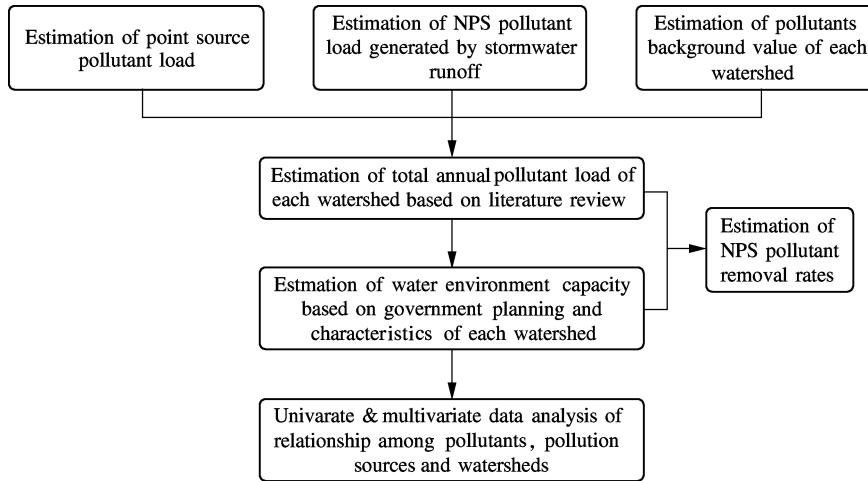 Estimation of point source
pollutant load
Estimation of NPS pollutant
load generated by stormwater
runoff
Estimation of pollutants
background value of each
watershed
Estimation of total annual pollutant load of
each watershed based on literature review
Estimation of
NPS pollutant
removal rates
Estmation of water environment capacity
based on government planning and
characteristics of each watershed
Univarate & multivariate data analysis of
relationship among pollutants, pollution
sources and watersheds